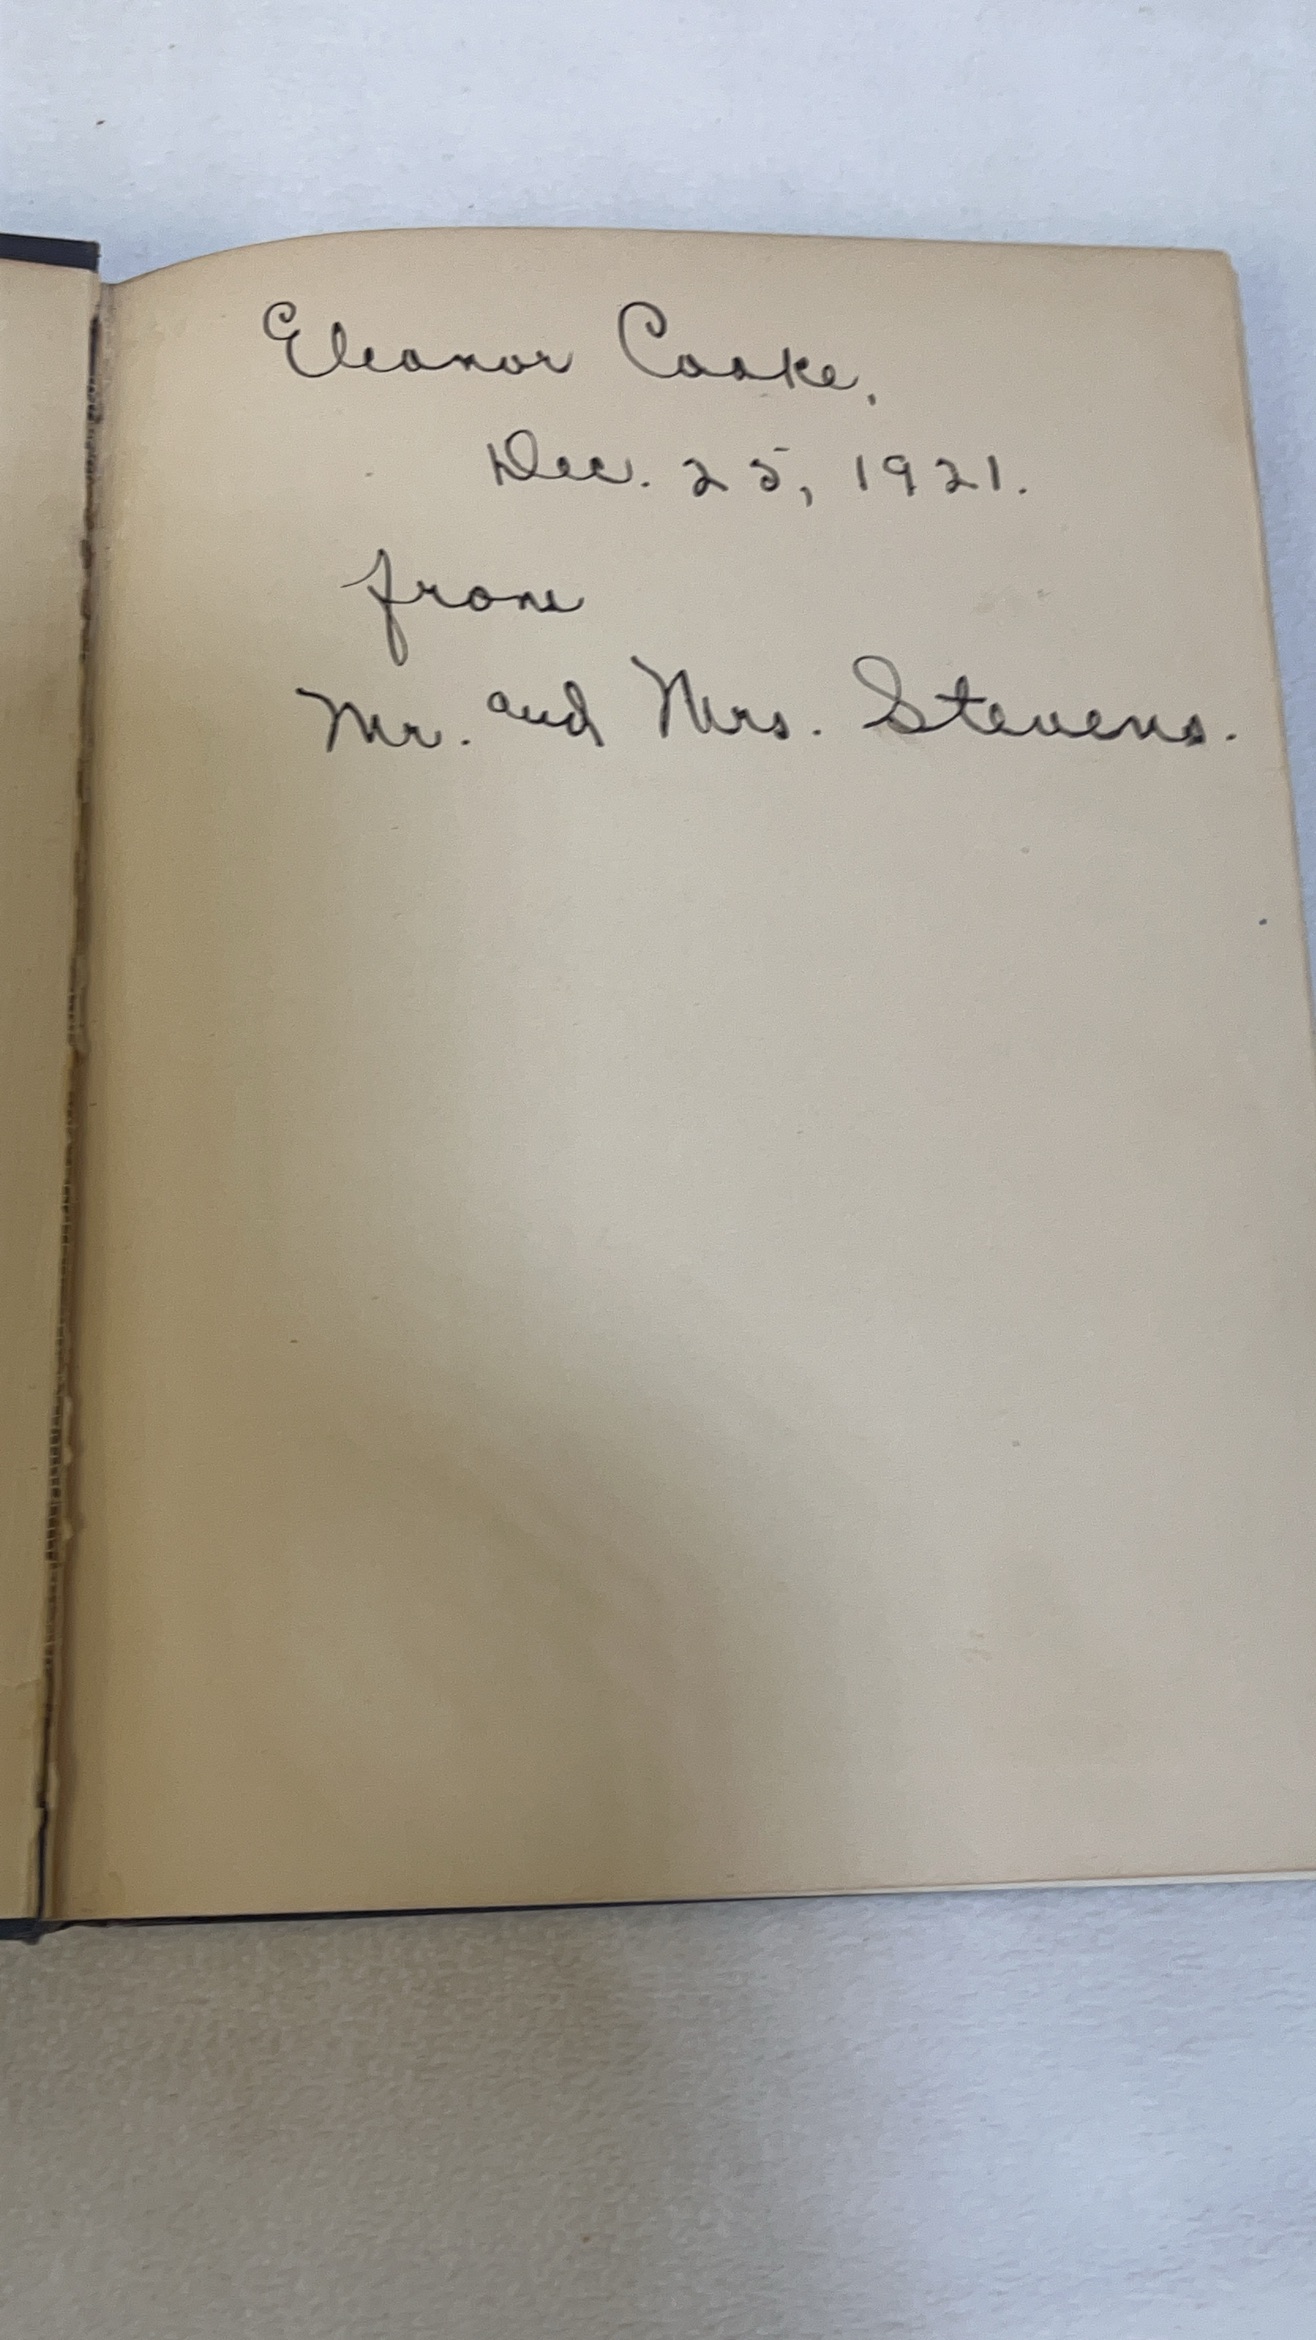 Eleanor Cooke.
Dec. 25, 1921.
from
Mr. and Mrs. Stevens.